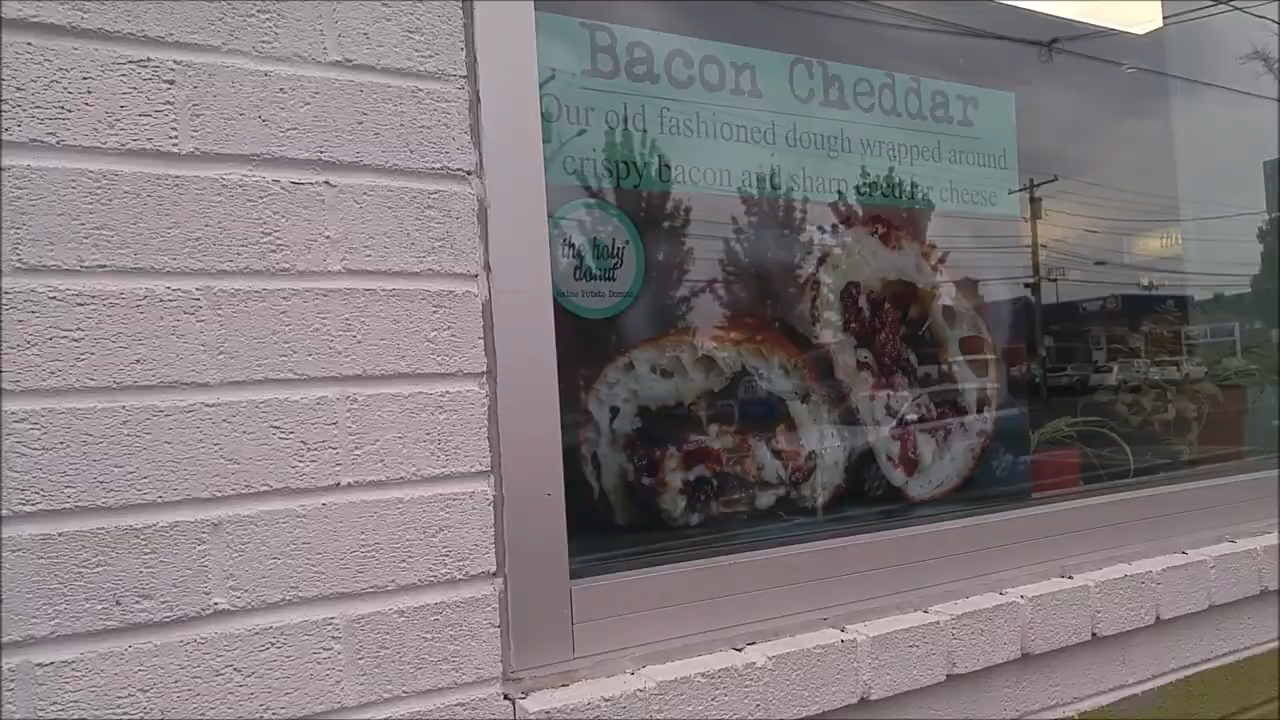 Bacon Cheddar
Our old fashioned dough wrapped around
crispy bacon and sharp cheddar cheese
the holy
donut
Maine Potato Donuts
the